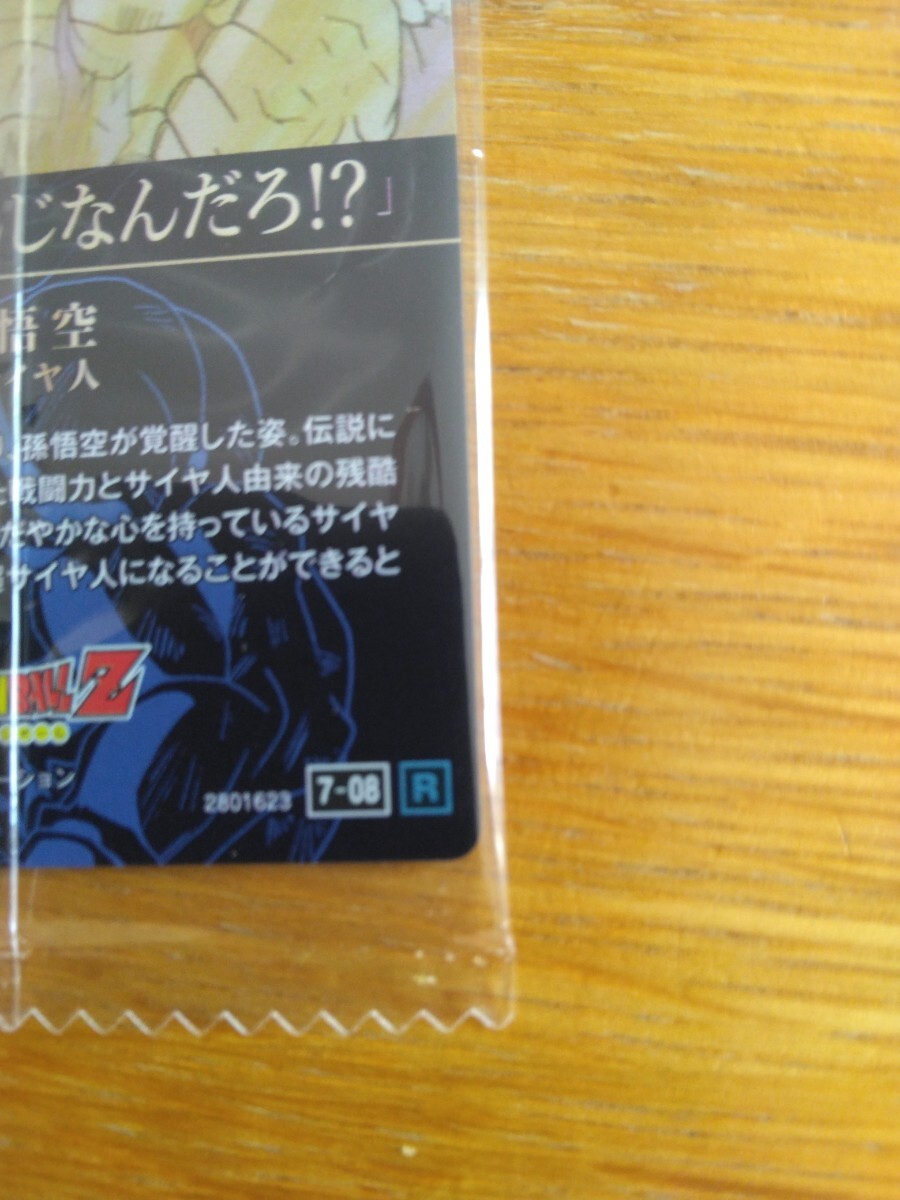 じなんだろ!?」
悟空
イヤ人
、孫悟空が覚醒した姿。伝説に
戦闘力とサイヤ人由来の残酷
だやかな心を持っているサイヤ
サイヤ人になることができると
BALL Z
ーション
2801623 7-08 R